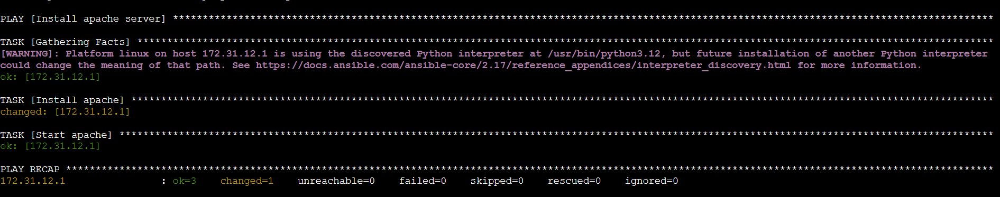 PLAY [Install apache server] ******************************************************************************************************************************************
TASK [Gathering Facts] ************************************************************************************************************************************************
[WARNING]: Platform linux on host 172.31.12.1 is using the discovered Python interpreter at /usr/bin/python3.12, but future installation of another Python interpreter
could change the meaning of that path. See https://docs.ansible.com/ansible-core/2.17/reference_appendices/interpreter_discovery.html for more information.
ok: [172.31.12.1]
TASK [Install apache] *************************************************************************************************************************************************
changed: [172.31.12.1]
TASK [Start apache] ***************************************************************************************************************************************************
ok: [172.31.12.1]
PLAY RECAP ************************************************************************************************************************************************************
172.31.12.1                : ok=3    changed=1    unreachable=0    failed=0    skipped=0    rescued=0    ignored=0